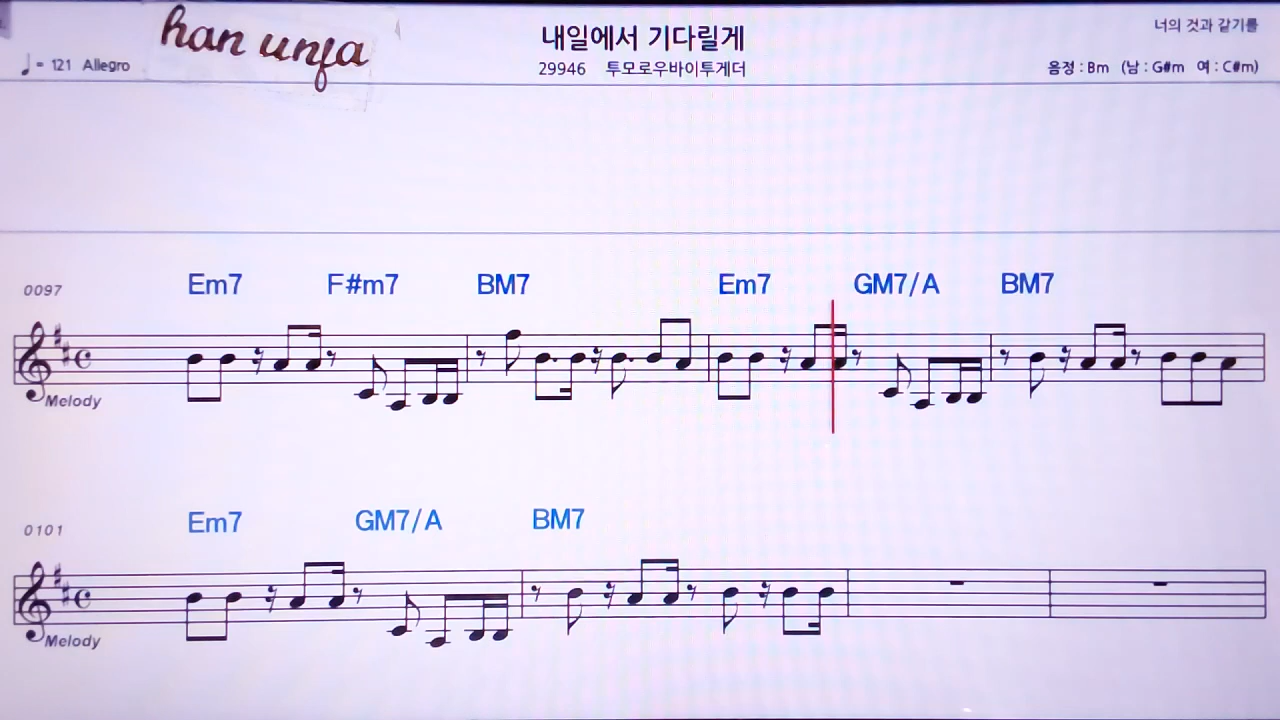 han unfa
내일에서 기다릴게
너의 것과 같기를
♩ = 121 Allegro
29946 투모로우바이투게더
음정 : Bm (남 : G#m 여 : C#m)
0097
Em7 F#m7 BM7 Em7 GM7/A BM7
Melody
0101
Em7 GM7/A BM7
Melody